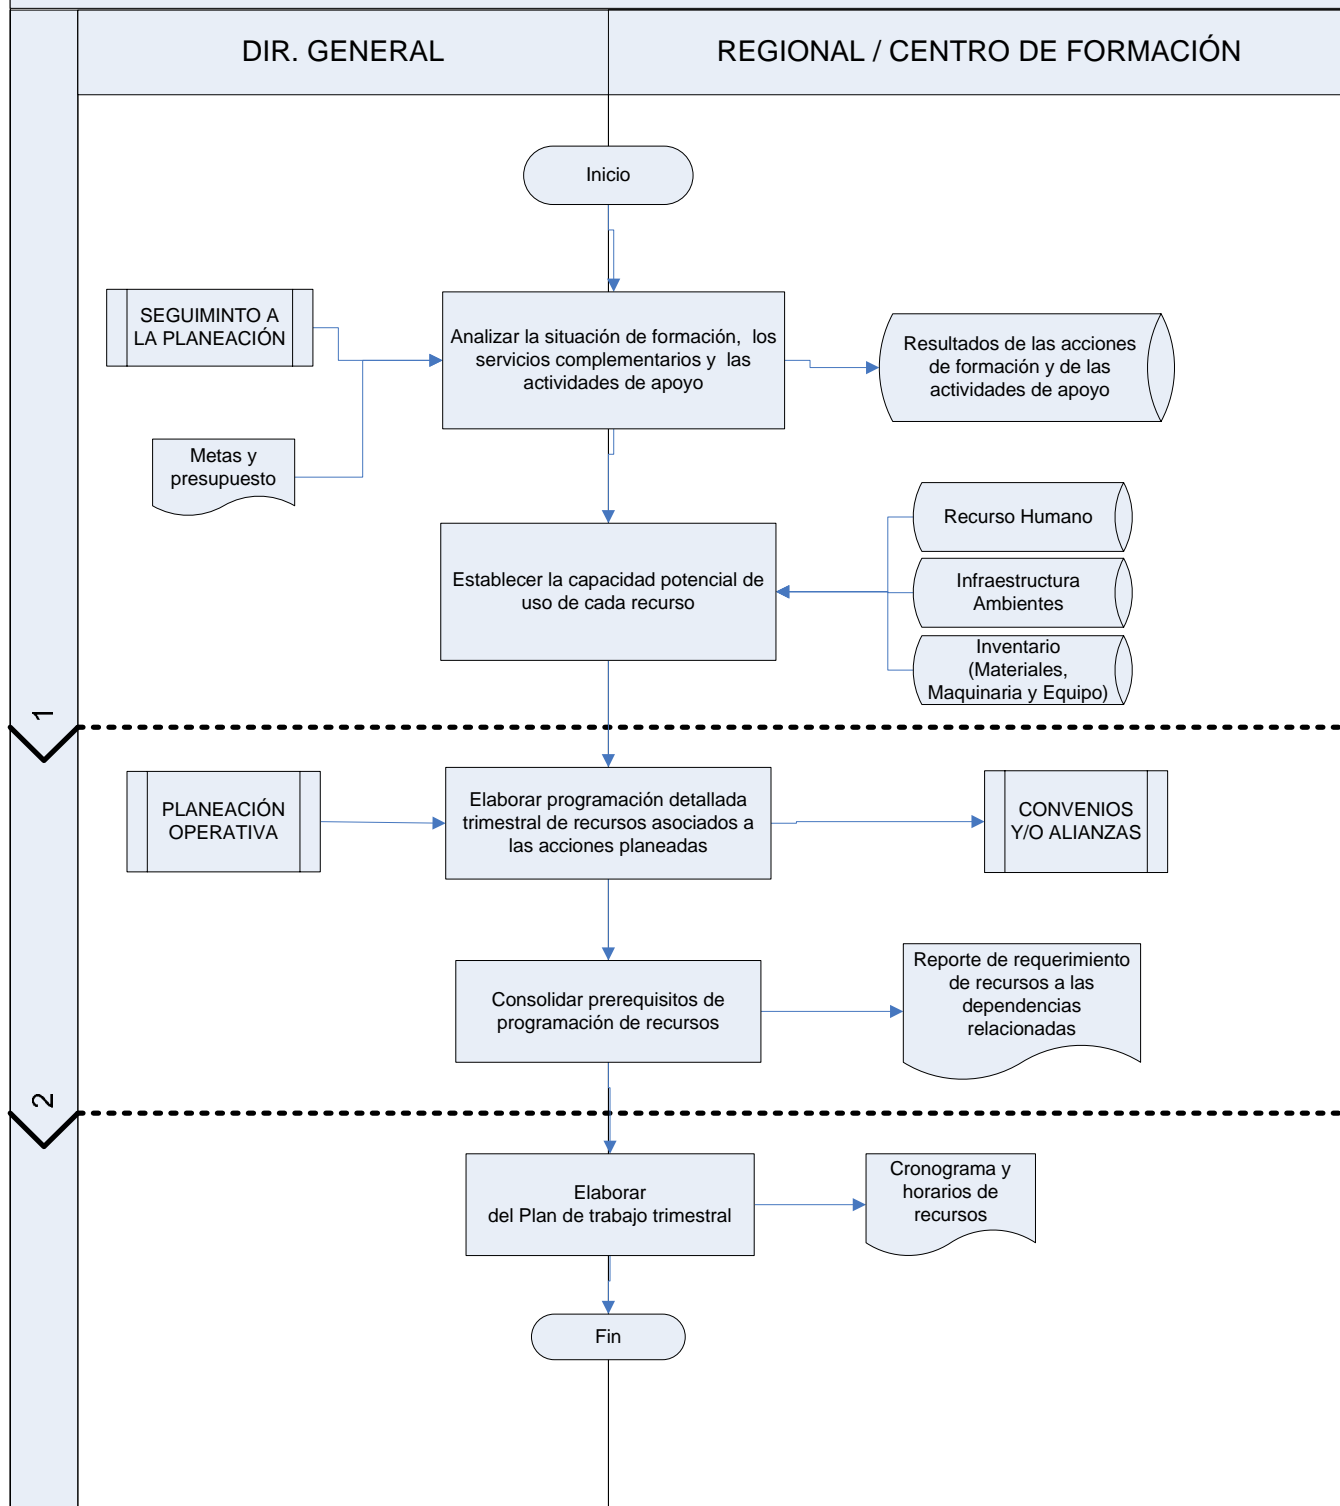 DIR. GENERAL
REGIONAL / CENTRO DE FORMACIÓN
Inicio
SEGUIMINTO A
LA PLANEACIÓN
Analizar la situación de formación, los
servicios complementarios y las
actividades de apoyo
Resultados de las acciones
de formación y de las
actividades de apoyo
Metas y
presupuesto
Recurso Humano
Establecer la capacidad potencial de
uso de cada recurso
Infraestructura
Ambientes
Inventario
(Materiales,
Maquinaria y Equipo)
1
PLANEACIÓN
OPERATIVA
Elaborar programación detallada
trimestral de recursos asociados a
las acciones planeadas
CONVENIOS
Y/O ALIANZAS
Consolidar prerequisitos de
programación de recursos
Reporte de requerimiento
de recursos a las
dependencias
relacionadas
2
Elaborar
del Plan de trabajo trimestral
Cronograma y
horarios de
recursos
Fin